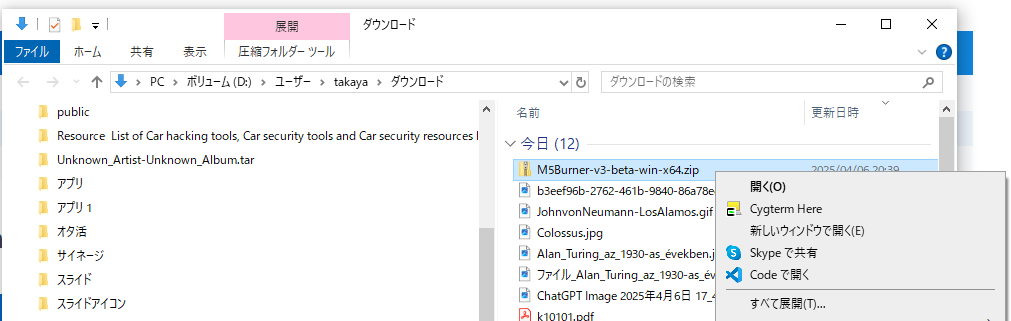 展開
ダウンロード
ファイル
ホーム
共有
表示
圧縮フォルダー ツール
PC
ボリューム (D:)
ユーザー
takaya
ダウンロード
ダウンロードの検索
public
Resource List of Car hacking tools, Car security tools and Car security resources
Unknown_Artist-Unknown_Album.tar
アプリ
アプリ 1
オタ活
サイネージ
スライド
スライドアイコン
名前
更新日時
今日 (12)
M5Burner-v3-beta-win-x64.zip
2025/04/06 20:39
b3eef96b-2762-461b-9840-86a78e
JohnvonNeumann-LosAlamos.gif
Colossus.jpg
Alan_Turing_az_1930-as_években.j
ファイル_Alan_Turing_az_1930-as_év
ChatGPT Image 2025年4月6日 17_4
k10101.pdf
開く(O)
Cygterm Here
新しいウィンドウで開く(E)
Skype で共有
Code で開く
すべて展開(T)...